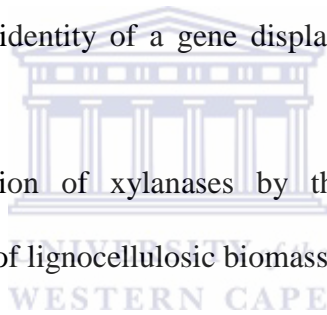 identity of a gene displa
ion of xylanases by th
UNIVERSITY of the
of lignocellulosic biomass
WESTERN CAPE